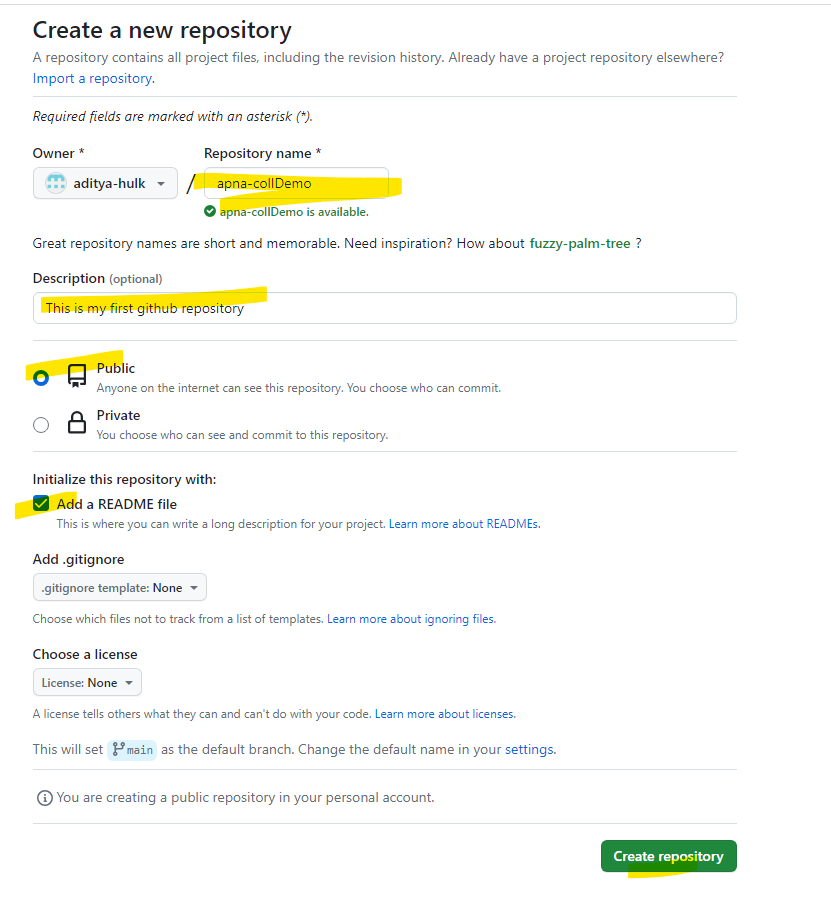 Create a new repository
A repository contains all project files, including the revision history. Already have a project repository elsewhere?
Import a repository.
Required fields are marked with an asterisk (*).
Owner * Repository name *
aditya-hulk / apna-collDemo
apna-collDemo is available.
Great repository names are short and memorable. Need inspiration? How about fuzzy-palm-tree ?
Description (optional)
This is my first github repository
Public
Anyone on the internet can see this repository. You choose who can commit.
Private
You choose who can see and commit to this repository.
Initialize this repository with:
Add a README file
This is where you can write a long description for your project. Learn more about READMEs.
Add .gitignore
.gitignore template: None
Choose which files not to track from a list of templates. Learn more about ignoring files.
Choose a license
License: None
A license tells others what they can and can't do with your code. Learn more about licenses.
This will set main as the default branch. Change the default name in your settings.
You are creating a public repository in your personal account.
Create repository